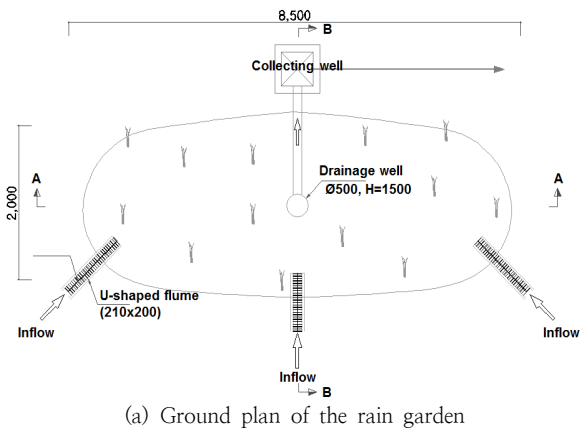 8,500
B
Collecting well
Drainage well
Ø500, H=1500
A
A
2,000
U-shaped flume
(210x200)
Inflow
Inflow
Inflow
B
(a) Ground plan of the rain garden